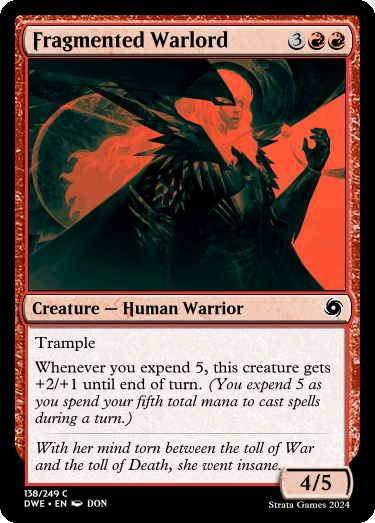 Fragmented Warlord 3
Creature — Human Warrior
Trample
Whenever you expend 5, this creature gets
+2/+1 until end of turn. (You expend 5 as
you spend your fifth total mana to cast spells
during a turn.)
With her mind torn between the toll of War
and the toll of Death, she went insane.
4/5
138/249 C
DWE • EN DON
Strata Games 2024